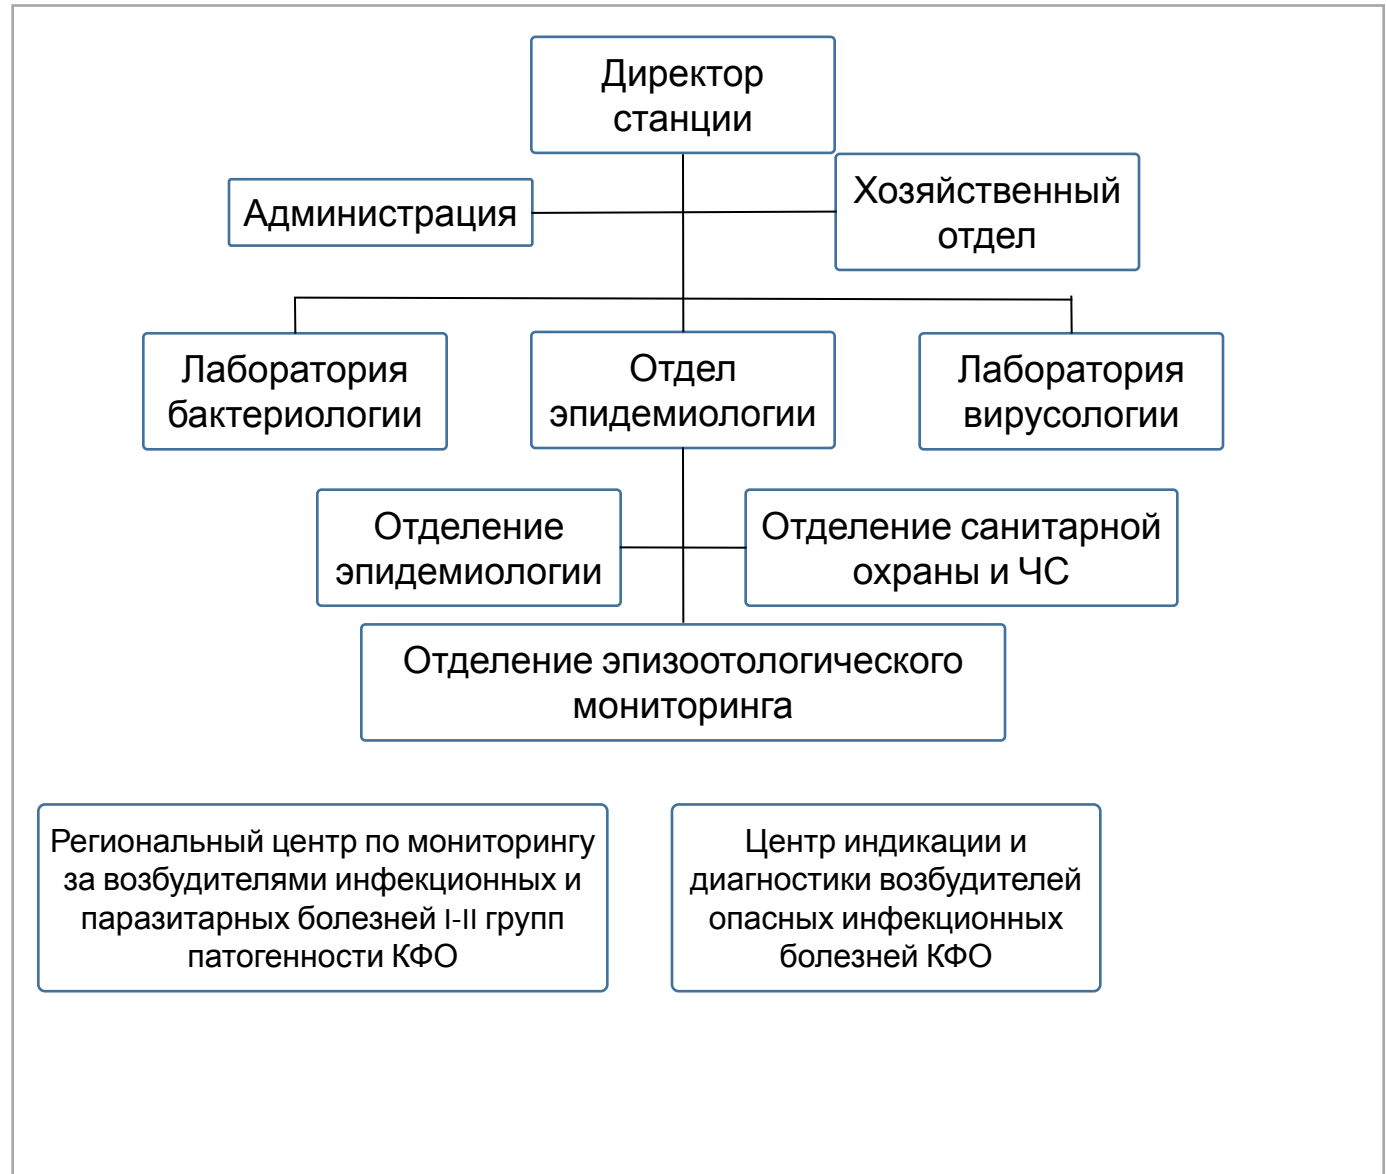 Директор
станции
Администрация
Хозяйственный
отдел
Лаборатория
бактериологии
Отдел
эпидемиологии
Лаборатория
вирусологии
Отделение
эпидемиологии
Отделение санитарной
охраны и ЧС
Отделение эпизоотологического
мониторинга
Региональный центр по мониторингу
за возбудителями инфекционных и
паразитарных болезней I-II групп
патогенности КФО
Центр индикации и
диагностики возбудителей
опасных инфекционных
болезней КФО